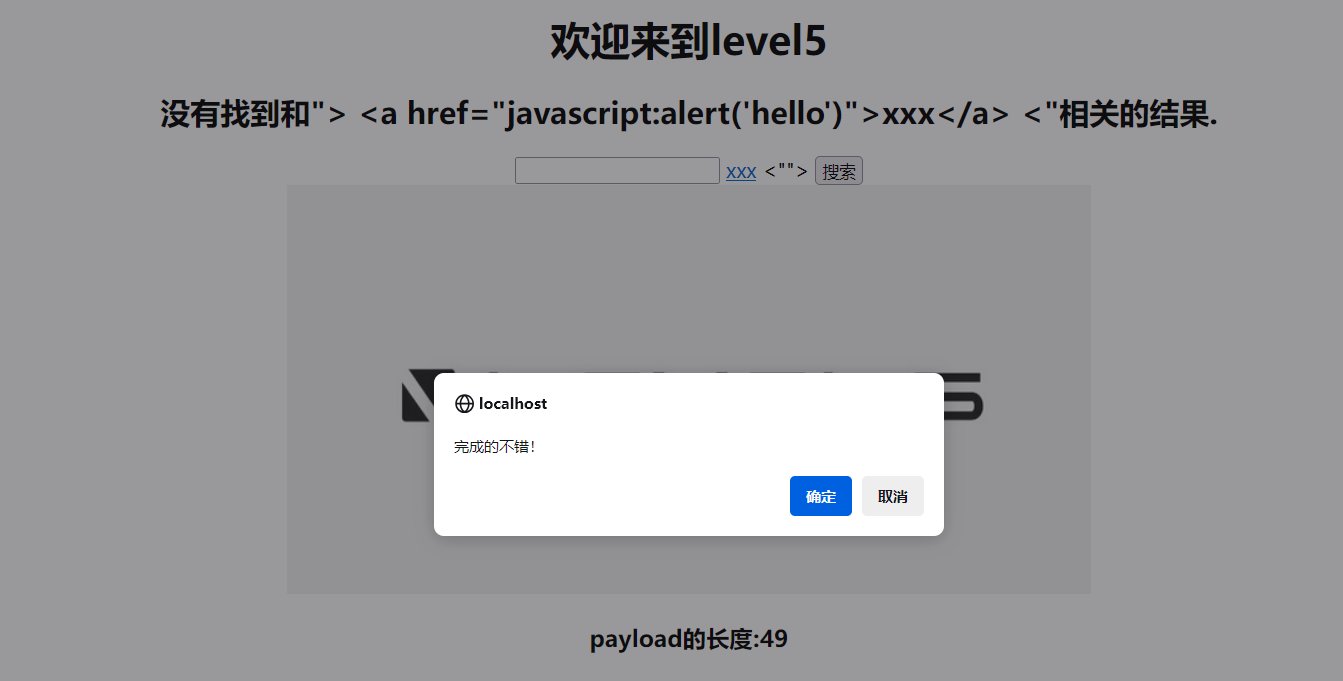 欢迎来到level5
没有找到和"> <a href="javascript:alert('hello')">xxx</a> <"相关的结果.
xxx <""> 搜索
localhost
完成的不错！
确定 取消
payload的长度:49